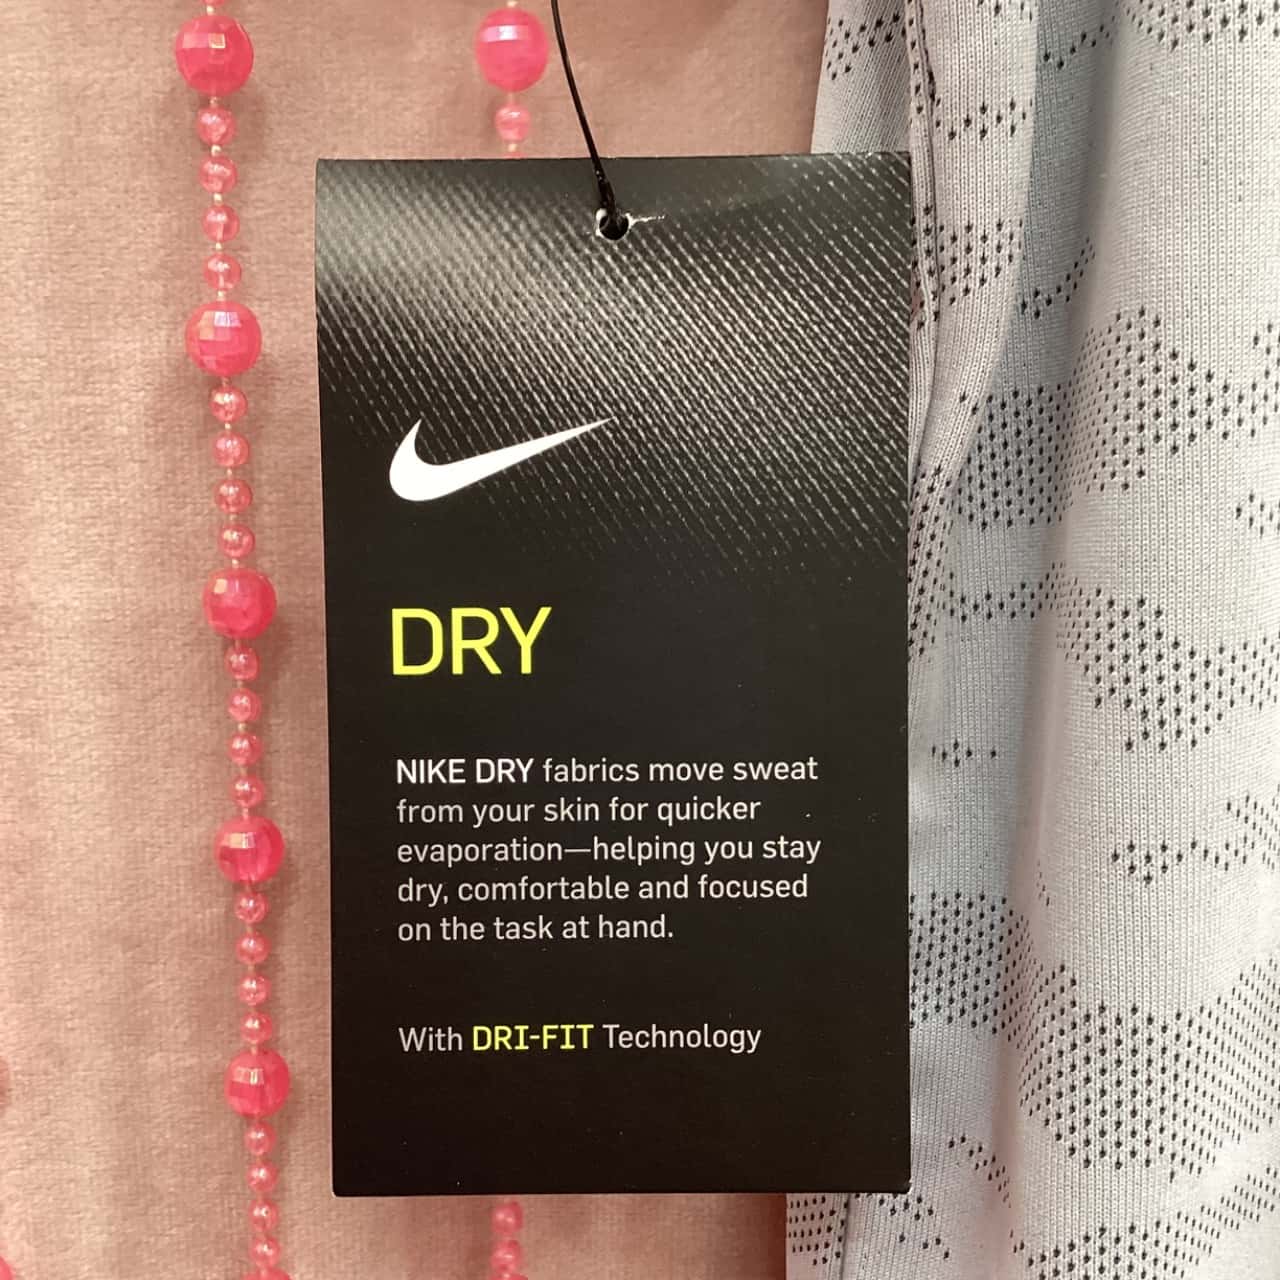 DRY
NIKE DRY fabrics move sweat
from your skin for quicker
evaporation—helping you stay
dry, comfortable and focused
on the task at hand.
With DRI-FIT Technology